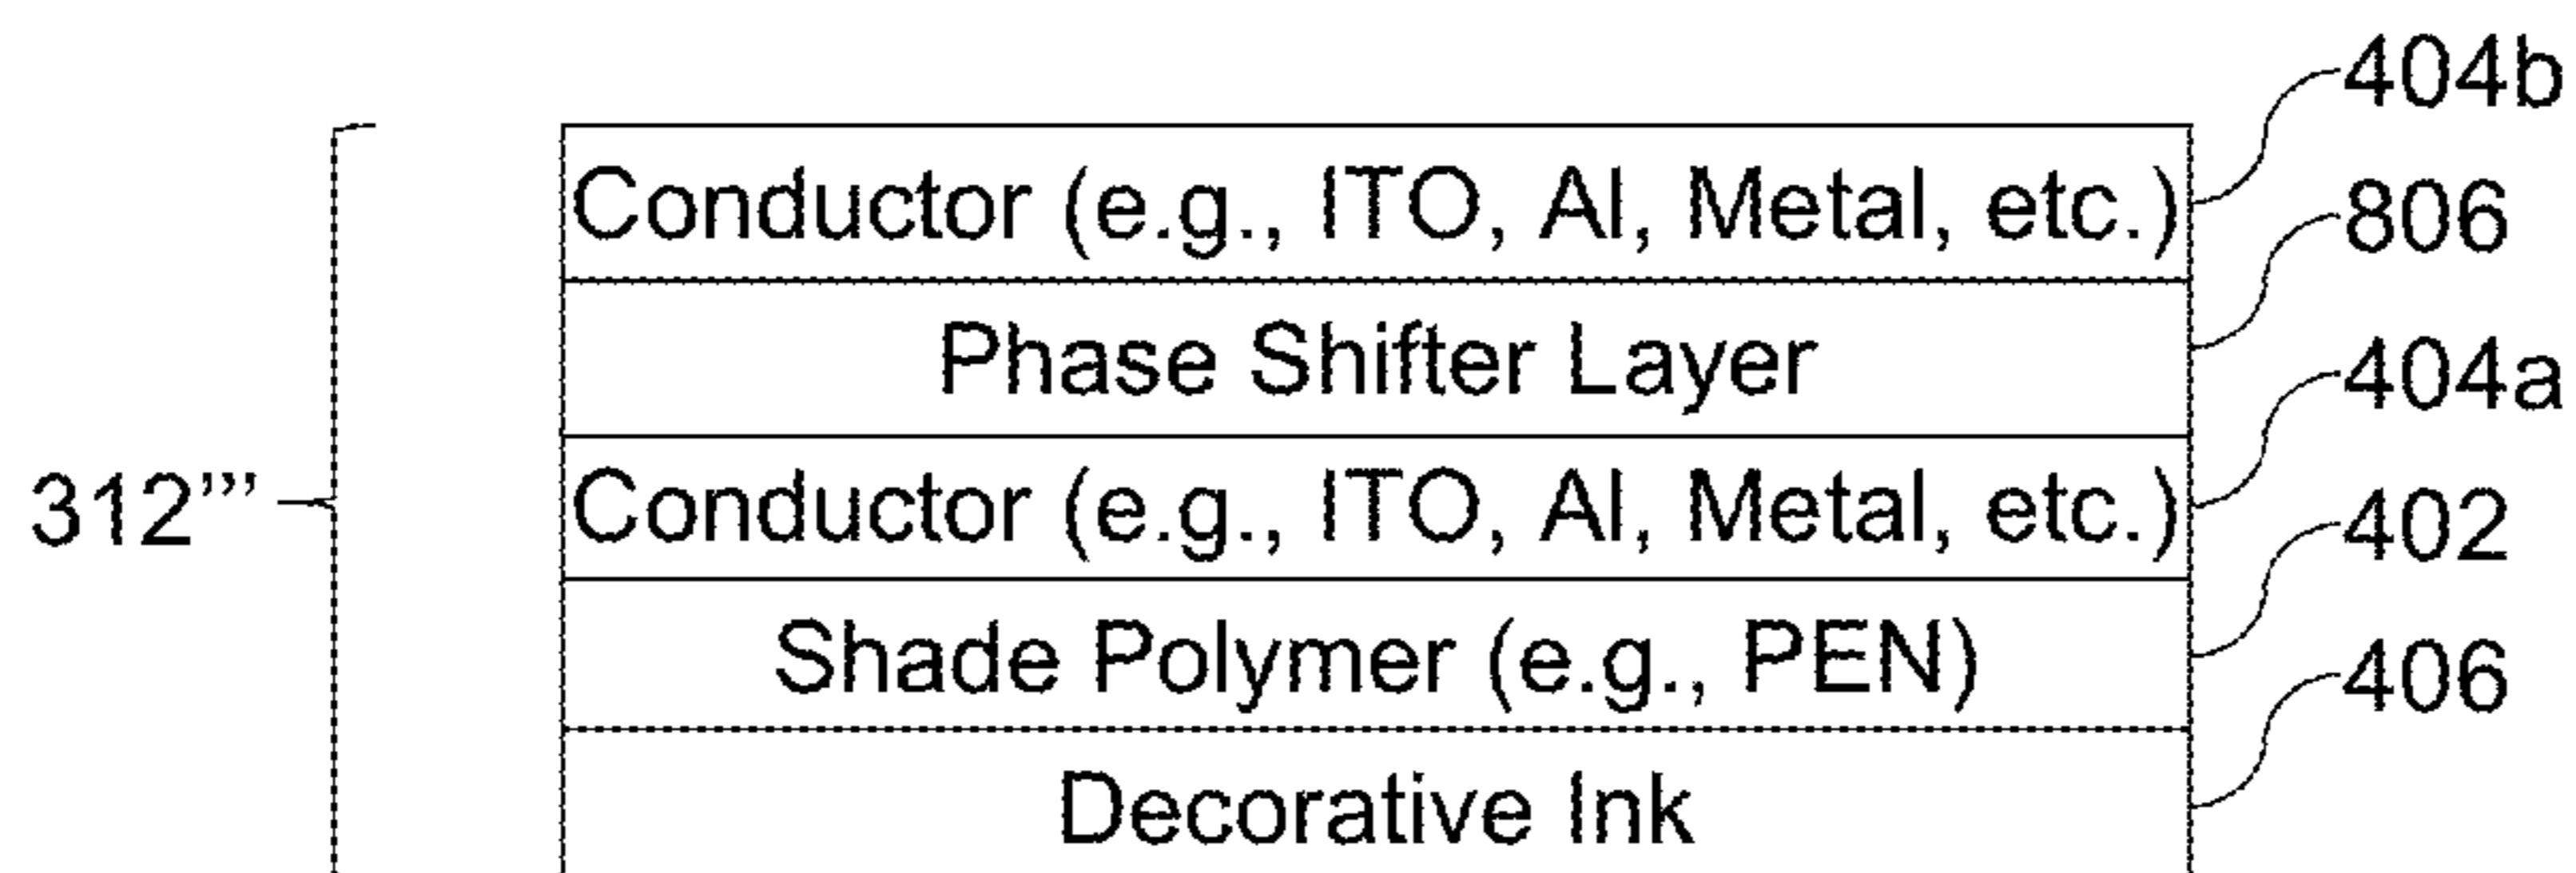 404b
Conductor (e.g., ITO, Al, Metal, etc.)
806
Phase Shifter Layer
404a
312’’’
Conductor (e.g., ITO, Al, Metal, etc.)
402
Shade Polymer (e.g., PEN)
406
Decorative Ink